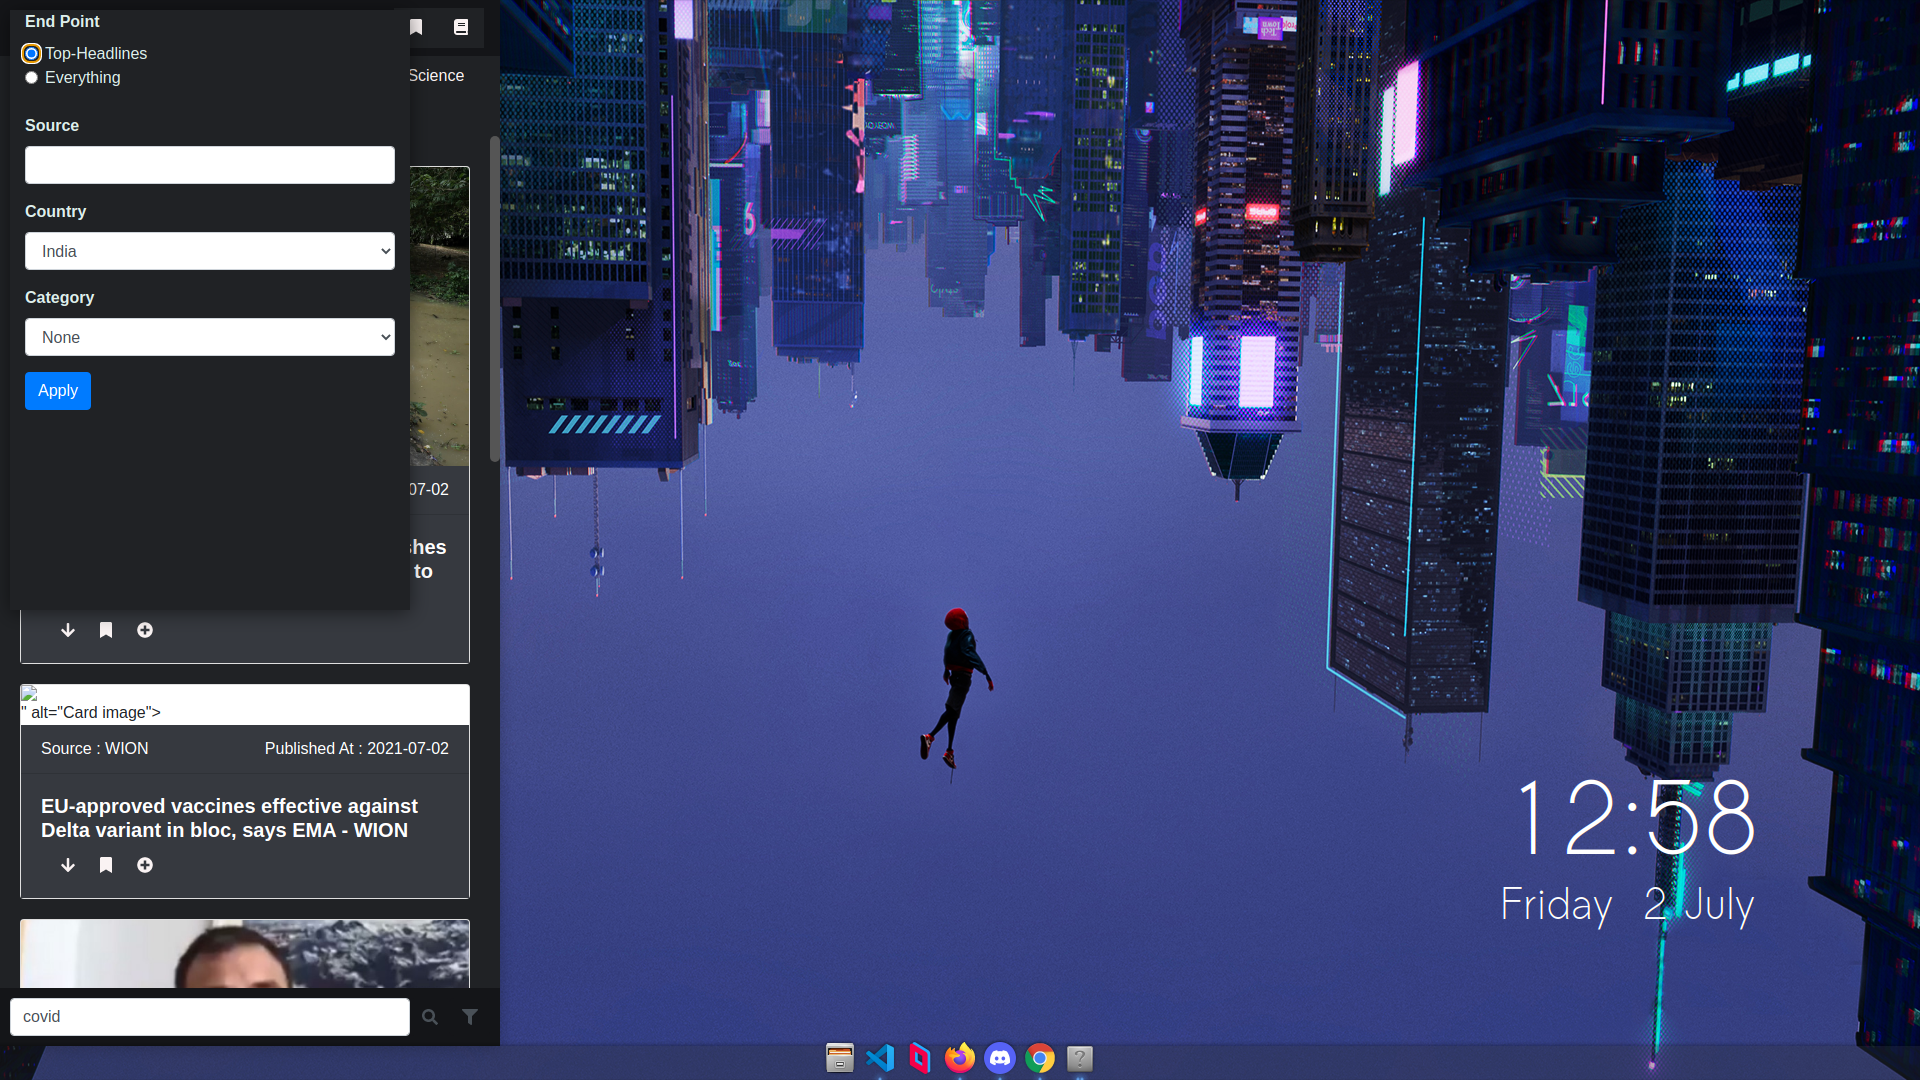 End Point
Top-Headlines
Everything
Science
Source
Country
India
Category
None
Apply
07-02
shes
to
" alt="Card image">
Source : WION
Published At : 2021-07-02
EU-approved vaccines effective against
Delta variant in bloc, says EMA - WION
covid
12:58
Friday 2 July